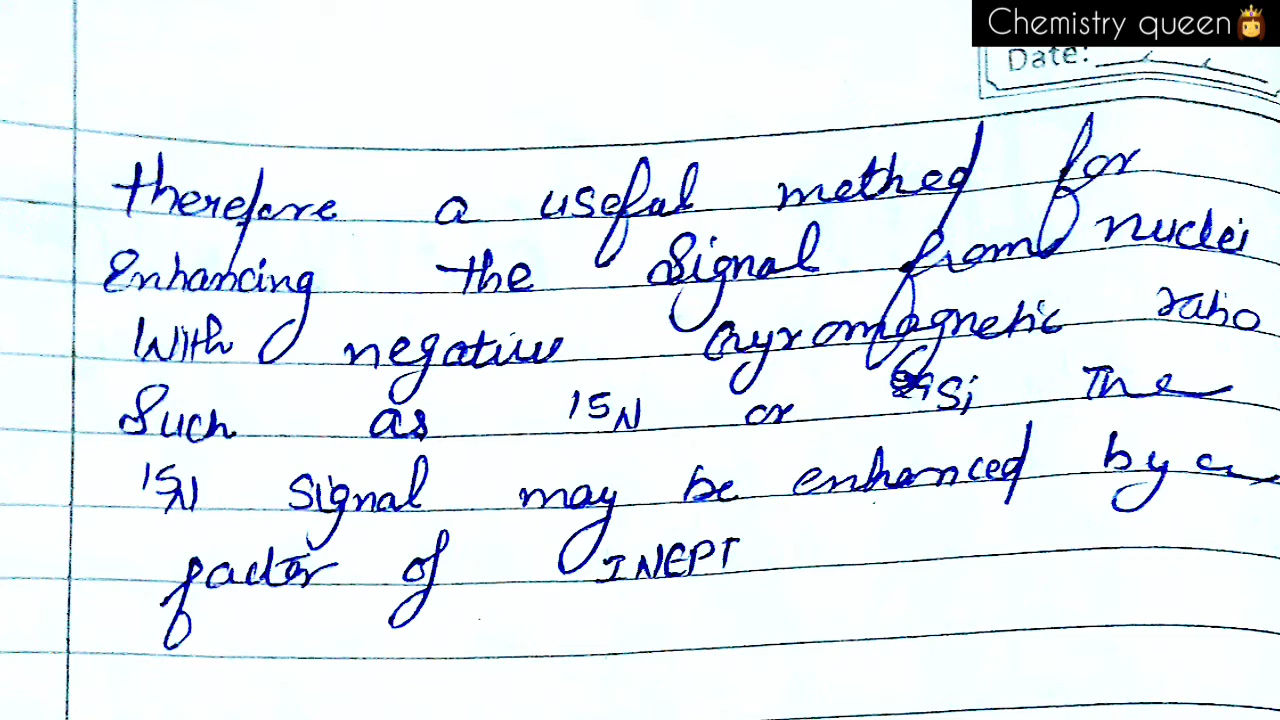 Chemistry queen👸
Date:
therefore a useful method for
Enhancing the Signal from nuclei
With negative Gyromagnetic ratio
Such as ¹⁵N or ²⁹Si The
¹⁵N Signal may be enhanced by a
factor of INEPT